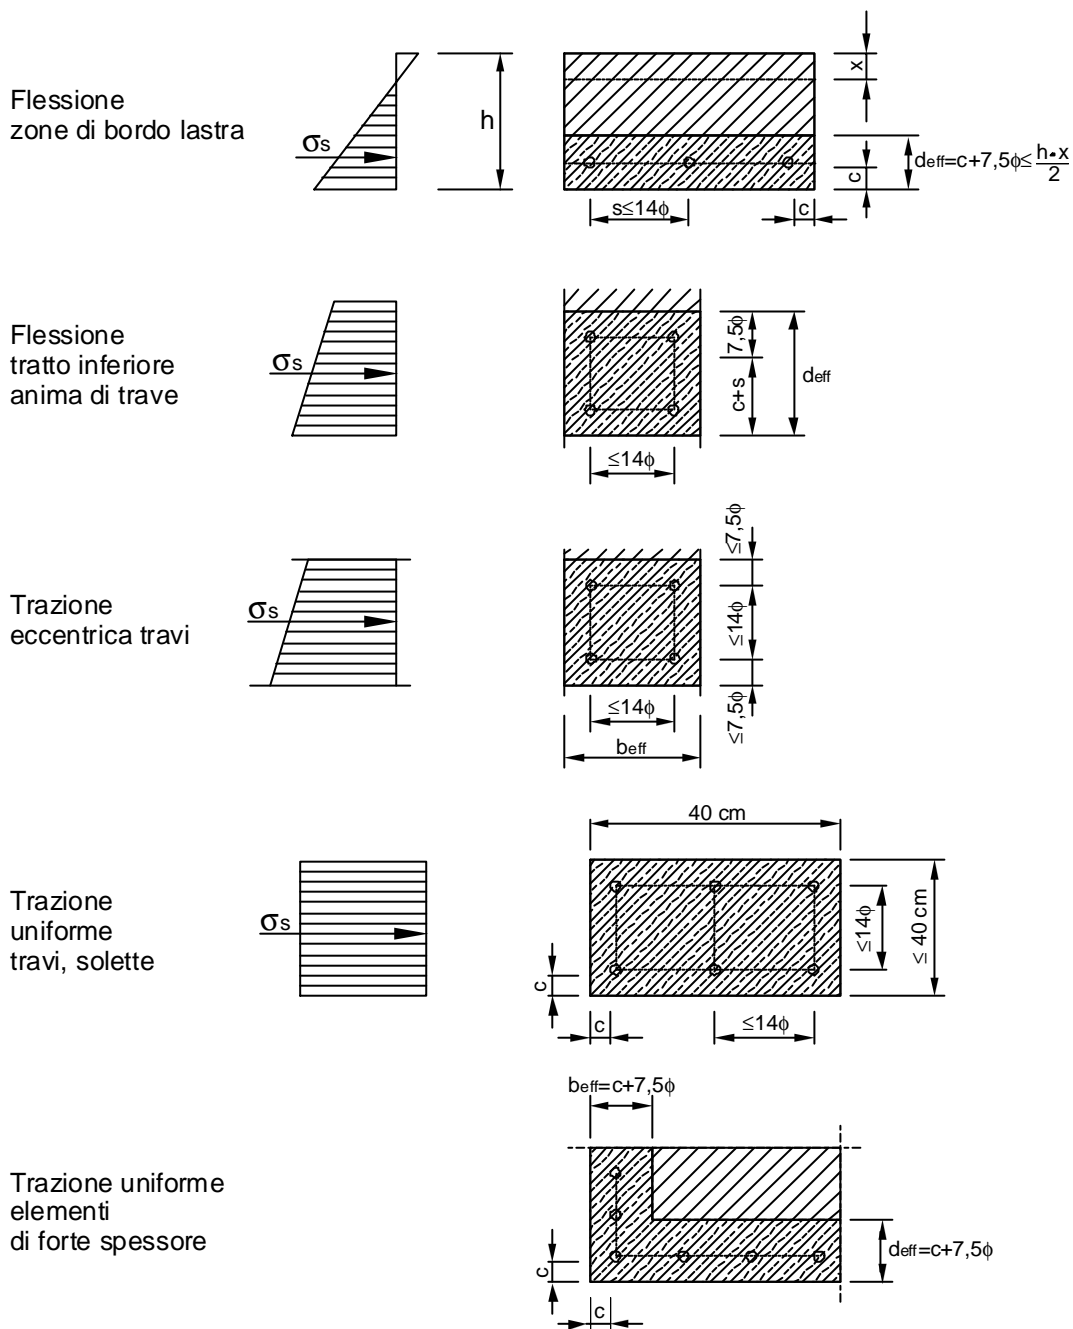 Flessione
zone di bordo lastra
σs
h
x
c
deff=c+7,5ϕ≤ h-x
2
s≤14ϕ
c
Flessione
tratto inferiore
anima di trave
σs
7,5ϕ
c+s
deff
≤14ϕ
Trazione
eccentrica travi
σs
≤7,5ϕ
≤14ϕ
≤7,5ϕ
≤14ϕ
beff
40 cm
Trazione
uniforme
travi, solette
σs
≤14ϕ
≤ 40 cm
c
c
≤14ϕ
beff=c+7,5ϕ
Trazione uniforme
elementi
di forte spessore
deff=c+7,5ϕ
c
c